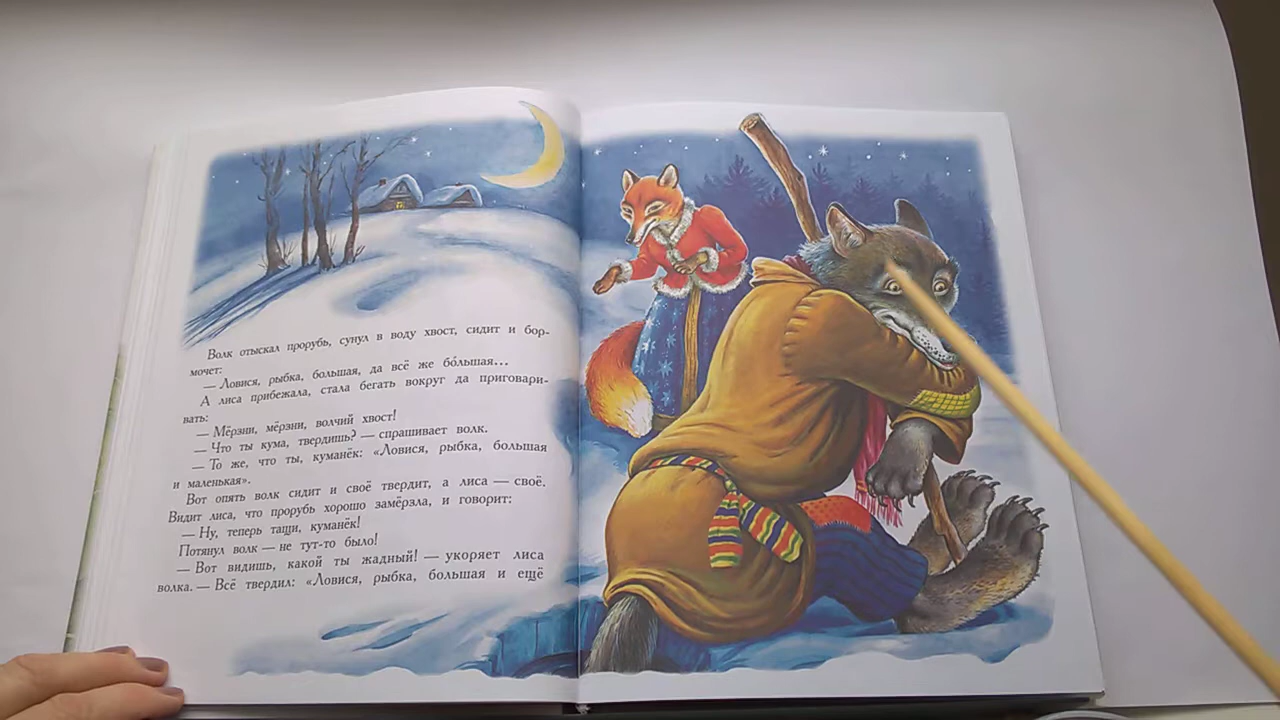 Волк отыскал прорубь, сунул в воду хвост, сидит и бор-
мочет:
— Ловися, рыбка, большая, да всё же бо́льшая...
А лиса прибежала, стала бегать вокруг да приговари-
вать:
— Мёрзни, мёрзни, волчий хвост!
— Что ты кума, твердишь? — спрашивает волк.
— То же, что ты, куманёк: «Ловися, рыбка, большая
и маленькая».
Вот опять волк сидит и своё твердит, а лиса — своё.
Видит лиса, что прорубь хорошо замёрзла, и говорит:
— Ну, теперь тащи, куманёк!
Потянул волк — не тут-то было!
— Вот видишь, какой ты жадный! — укоряет лиса
волка. — Всё твердил: «Ловися, рыбка, большая и ещё